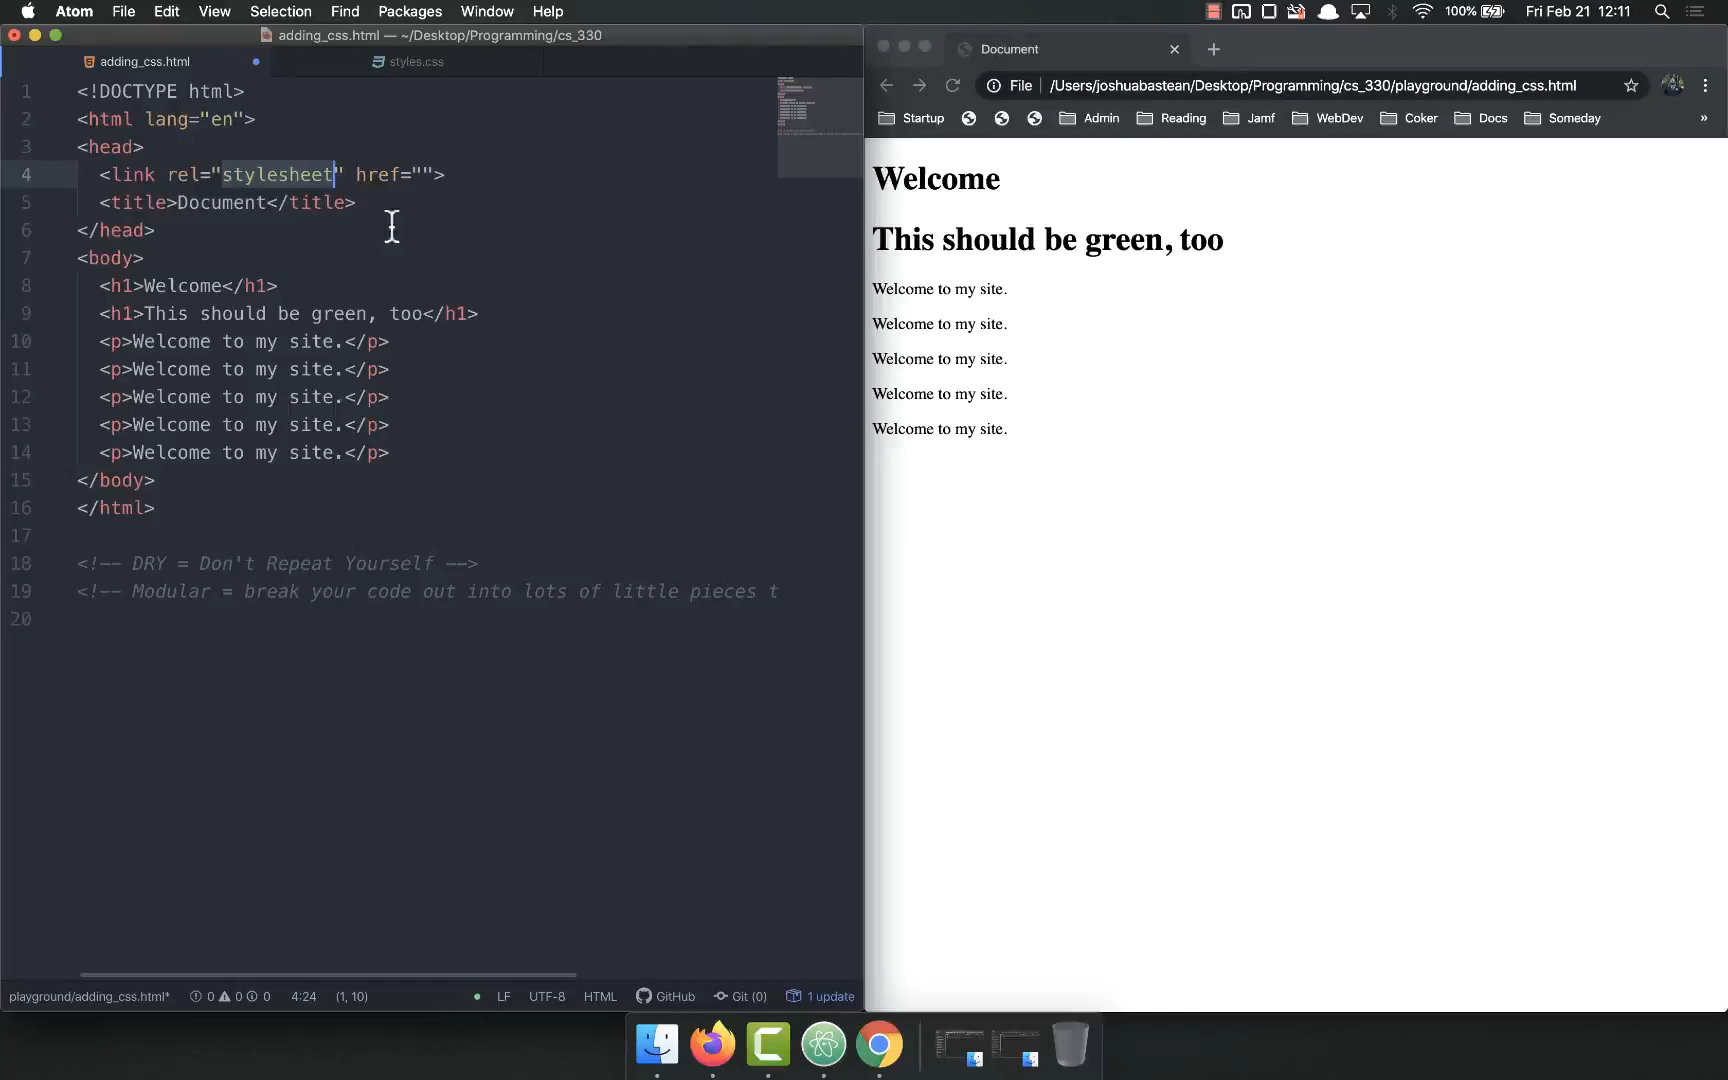 Atom File Edit View Selection Find Packages Window Help 100% Fri Feb 21 12:11
adding_css.html — ~/Desktop/Programming/cs_330
adding_css.html styles.css
1 <!DOCTYPE html>
2 <html lang="en">
3 <head>
4 <link rel="stylesheet" href="">
5 <title>Document</title>
6 </head>
7 <body>
8 <h1>Welcome</h1>
9 <h1>This should be green, too</h1>
10 <p>Welcome to my site.</p>
11 <p>Welcome to my site.</p>
12 <p>Welcome to my site.</p>
13 <p>Welcome to my site.</p>
14 <p>Welcome to my site.</p>
15 </body>
16 </html>
17
18 <!-- DRY = Don't Repeat Yourself -->
19 <!-- Modular = break your code out into lots of little pieces t
20
playground/adding_css.html* 0 0 0 4:24 (1, 10) LF UTF-8 HTML GitHub Git (0) 1 update
Document
File /Users/joshuabastean/Desktop/Programming/cs_330/playground/adding_css.html
Startup Admin Reading Jamf WebDev Coker Docs Someday »
Welcome
This should be green, too
Welcome to my site.
Welcome to my site.
Welcome to my site.
Welcome to my site.
Welcome to my site.